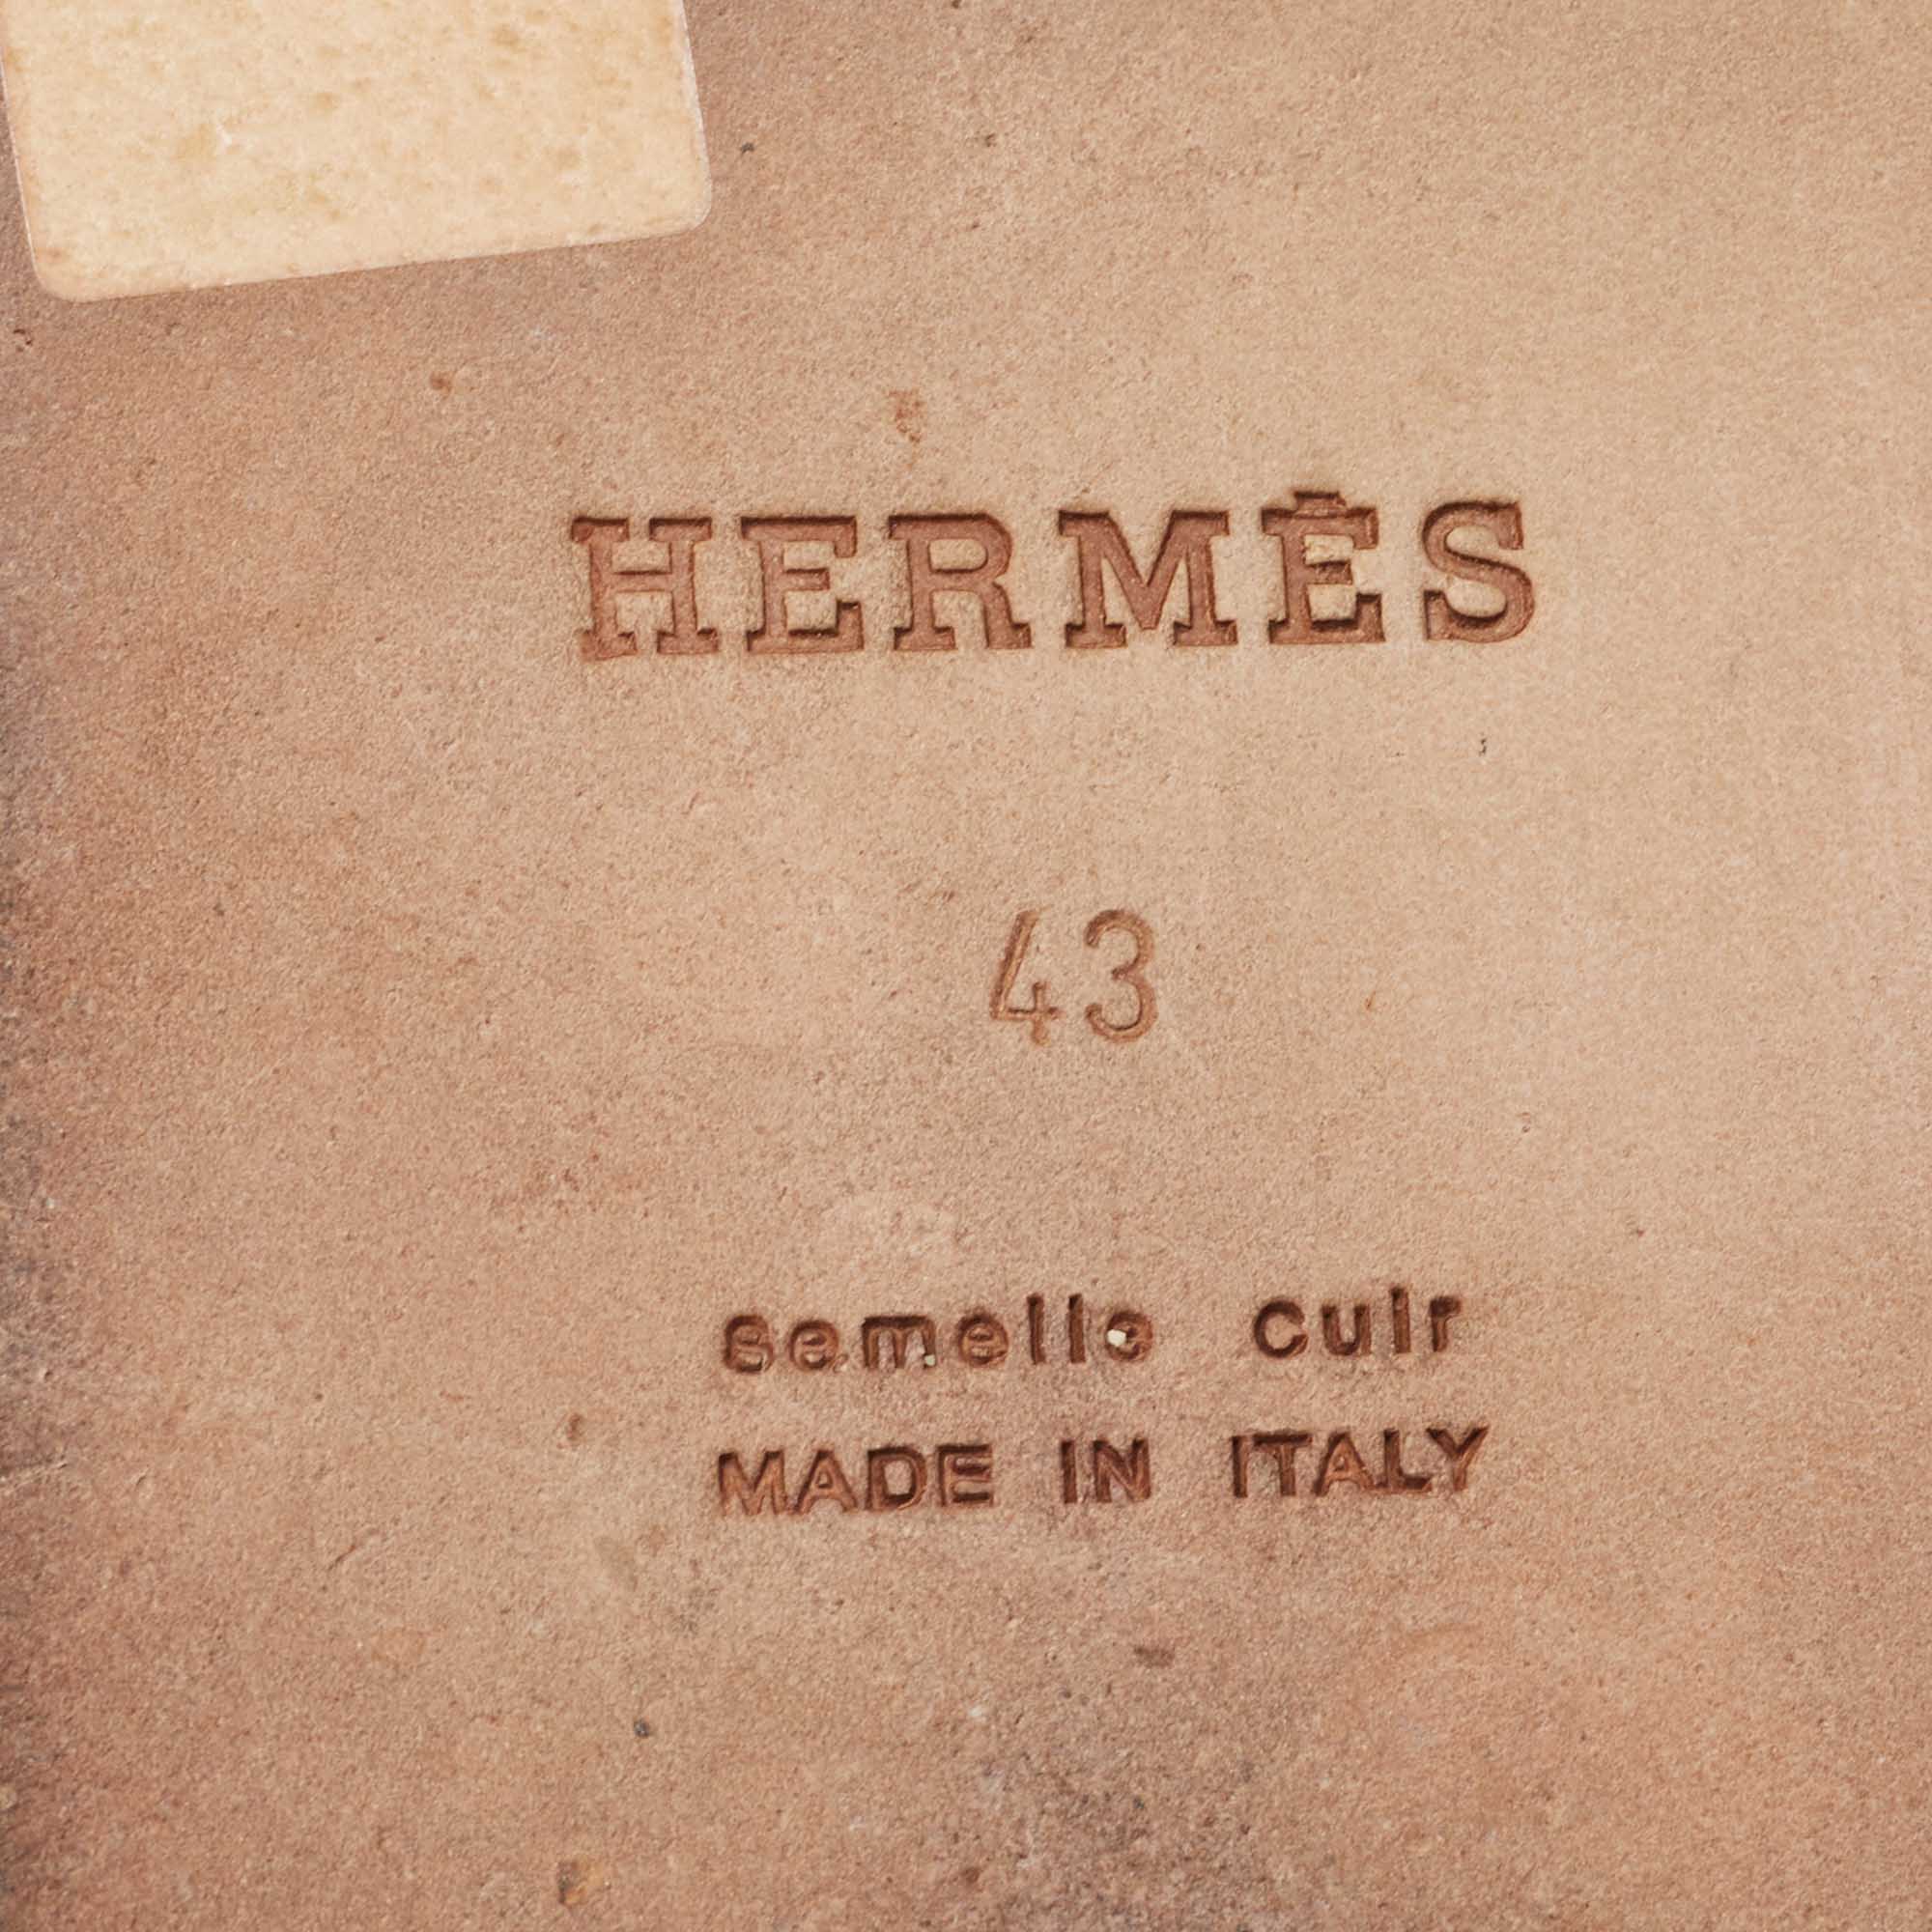 HERMÈS
43
semelle cuir
MADE IN ITALY